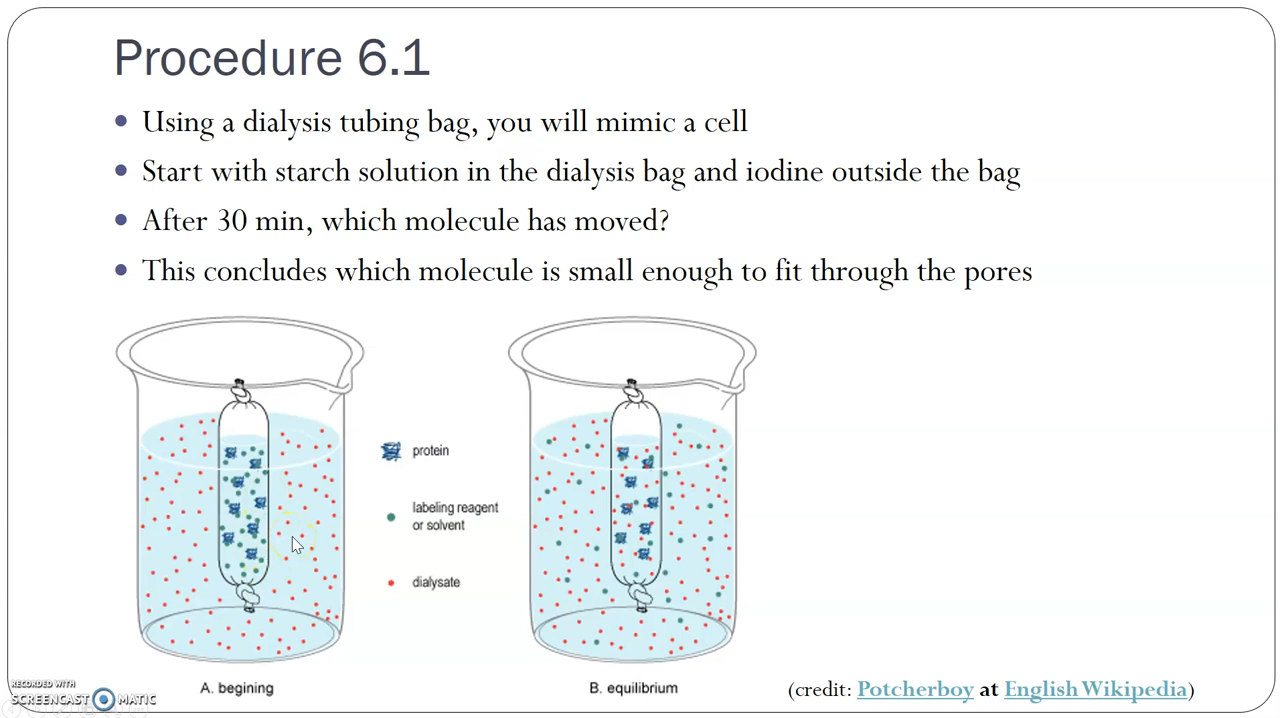 Procedure 6.1
Using a dialysis tubing bag, you will mimic a cell
Start with starch solution in the dialysis bag and iodine outside the bag
After 30 min, which molecule has moved?
This concludes which molecule is small enough to fit through the pores
protein
labeling reagent
or solvent
dialysate
A. begining
B. equilibrium
(credit: Potcherboy at English Wikipedia)
RECORDED WITH
SCREENCAST MATIC